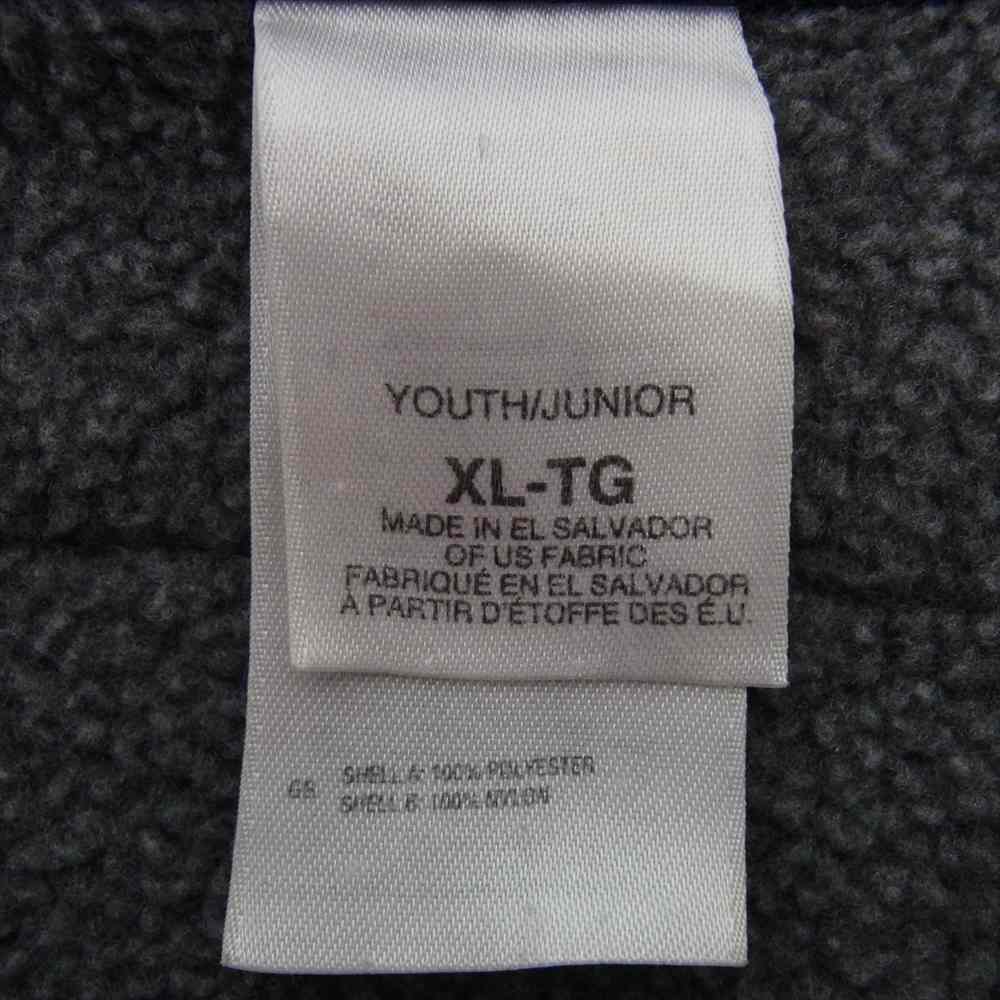 YOUTH/JUNIOR
XL-TG
MADE IN EL SALVADOR
OF US FABRIC
FABRIQUÉ EN EL SALVADOR
À PARTIR D'ÉTOFFE DES É.U.
GB SHELL A: 100% POLYESTER
SHELL B: 100% NYLON